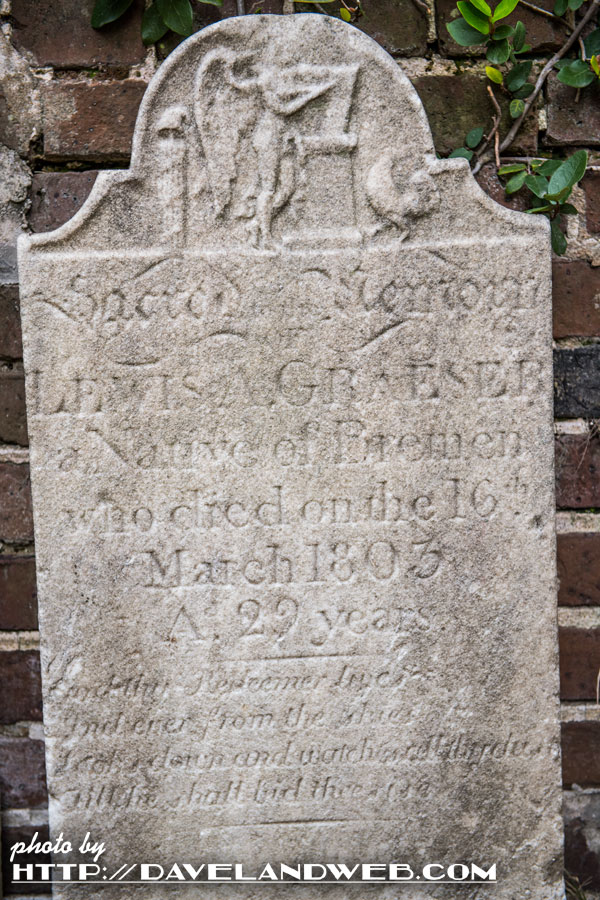 Sacred Memory
LEWIS A. GRAESER
a Native of Bremen
who died on the 16th
March 1803
A. 29 years.
thy Redeemer lives
and ever from the skies
Looks down and watches all thy dust
till he shall bid thee rise
photo by
HTTP://DAVELANDWEB.COM